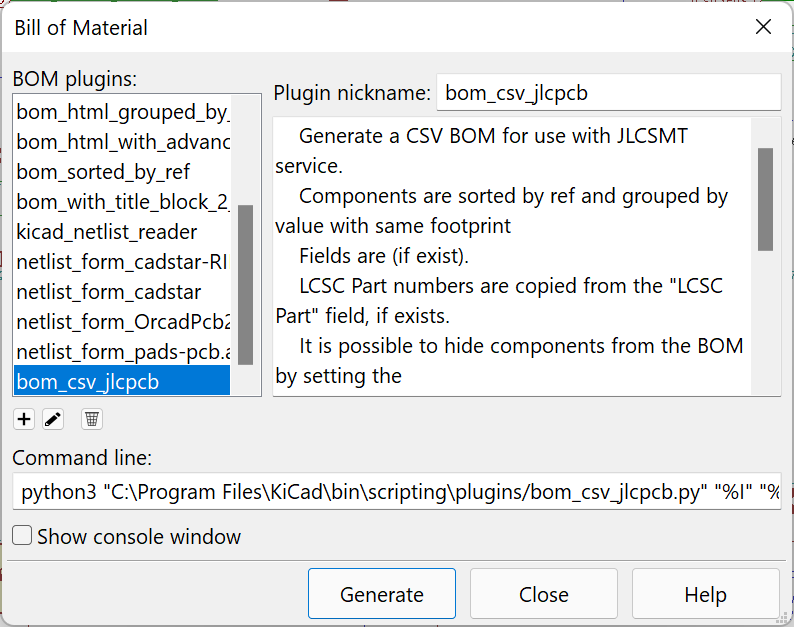 Bill of Material
BOM plugins:
bom_html_grouped_by_
bom_html_with_advanc
bom_sorted_by_ref
bom_with_title_block_2_
kicad_netlist_reader
netlist_form_cadstar-RI
netlist_form_cadstar
netlist_form_OrcadPcb2
netlist_form_pads-pcb.a
bom_csv_jlcpcb
Plugin nickname: bom_csv_jlcpcb
Generate a CSV BOM for use with JLCSMT
service.
Components are sorted by ref and grouped by
value with same footprint
Fields are (if exist).
LCSC Part numbers are copied from the "LCSC
Part" field, if exists.
It is possible to hide components from the BOM
by setting the
Command line:
python3 "C:\Program Files\KiCad\bin\scripting\plugins/bom_csv_jlcpcb.py" "%I" "%
Show console window
Generate
Close
Help